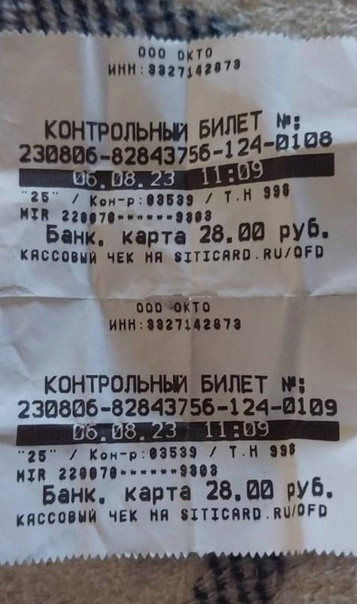 ООО ОКТО
ИНН:3327142873
КОНТРОЛЬНЫЙ БИЛЕТ №:
230806-82843756-124-0108
06.08.23 11:09
"25" / Кон-р:03539 / Т.Н 996
MIR 220070******9303
Банк. карта 28.00 руб.
КАССОВЫЙ ЧЕК НА SITICARD.RU/OFD
ООО ОКТО
ИНН:3327142873
КОНТРОЛЬНЫЙ БИЛЕТ №:
230806-82843756-124-0109
06.08.23 11:09
"25" / Кон-р:03539 / Т.Н 996
MIR 220070******9303
Банк. карта 28.00 руб.
КАССОВЫЙ ЧЕК НА SITICARD.RU/OFD